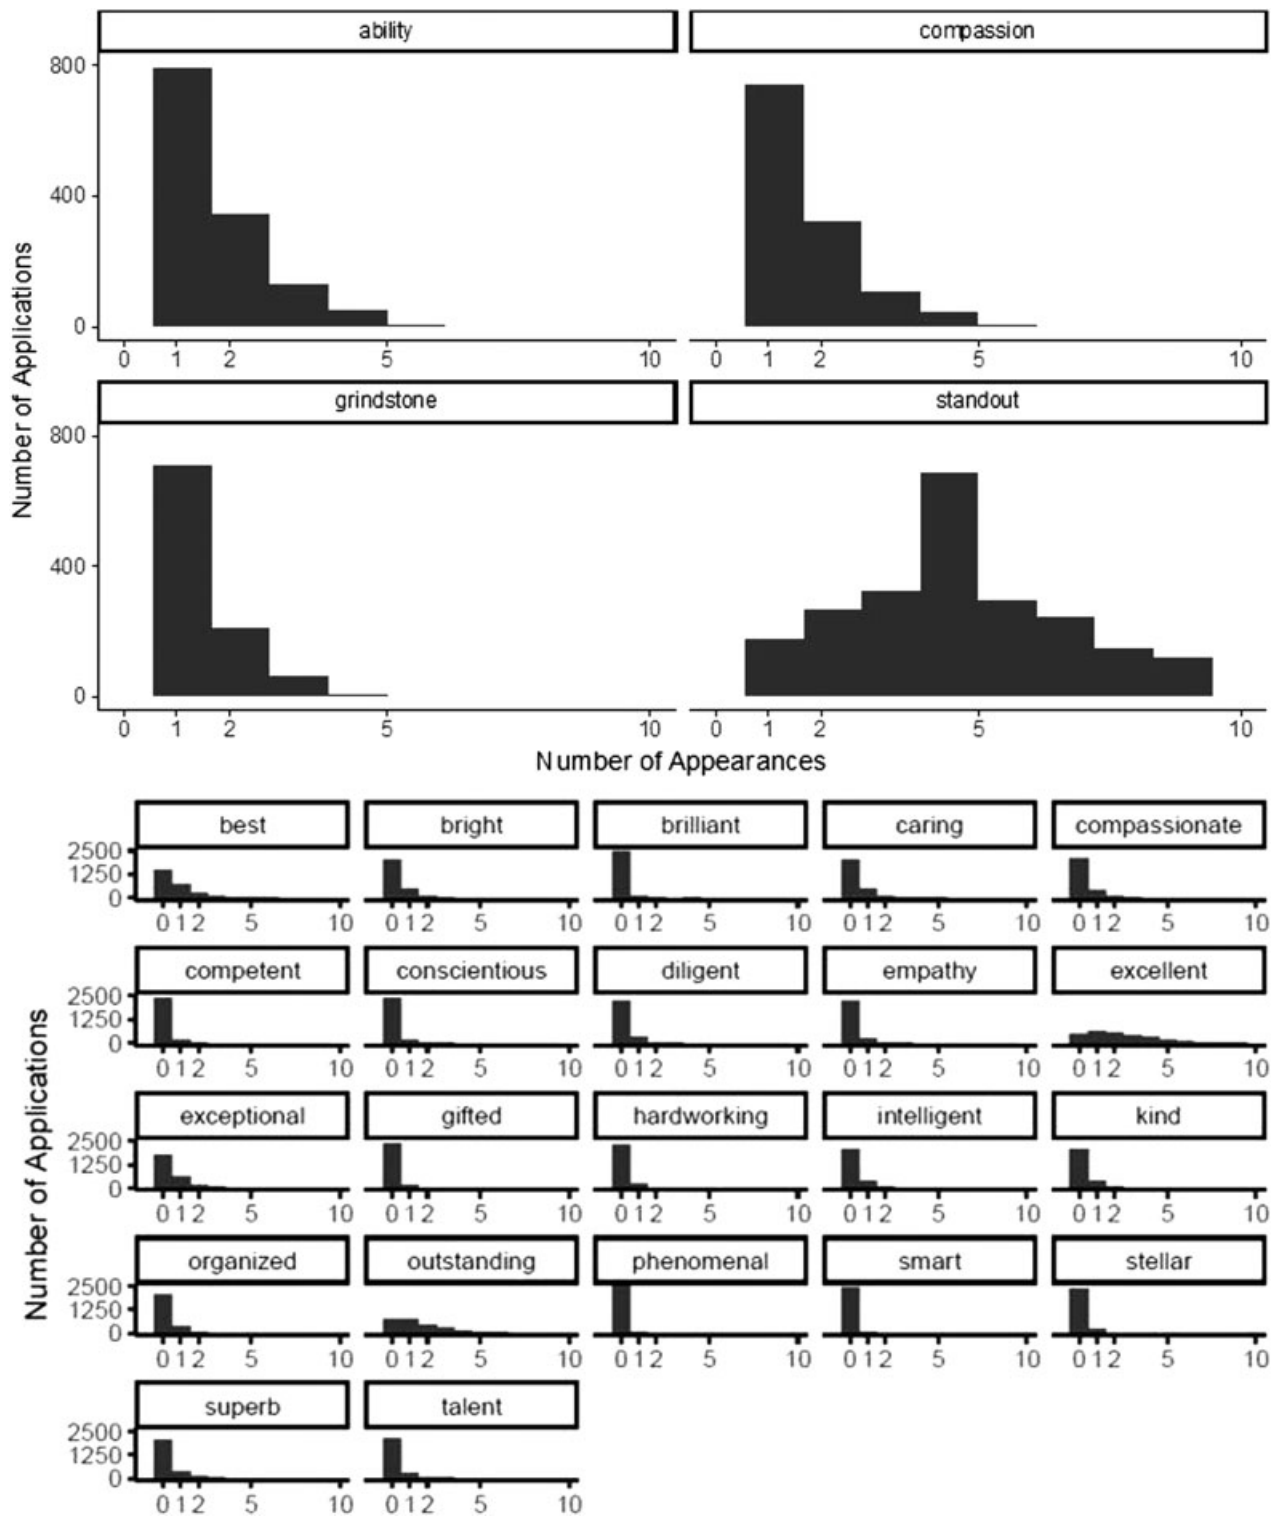 ability compassion
800
400
0
0 1 2 5 10 0 1 2 5 10
grindstone standout
800
400
0
0 1 2 5 10 0 1 2 5 10
Number of Applications
Number of Appearances
best bright brilliant caring compassionate
2500
1250
0
0 1 2 5 10 0 1 2 5 10 0 1 2 5 10 0 1 2 5 10 0 1 2 5 10
competent conscientious diligent empathy excellent
2500
1250
0
0 1 2 5 10 0 1 2 5 10 0 1 2 5 10 0 1 2 5 10 0 1 2 5 10
exceptional gifted hardworking intelligent kind
2500
1250
0
0 1 2 5 10 0 1 2 5 10 0 1 2 5 10 0 1 2 5 10 0 1 2 5 10
organized outstanding phenomenal smart stellar
2500
1250
0
0 1 2 5 10 0 1 2 5 10 0 1 2 5 10 0 1 2 5 10 0 1 2 5 10
superb talent
2500
1250
0
0 1 2 5 10 0 1 2 5 10
Number of Applications